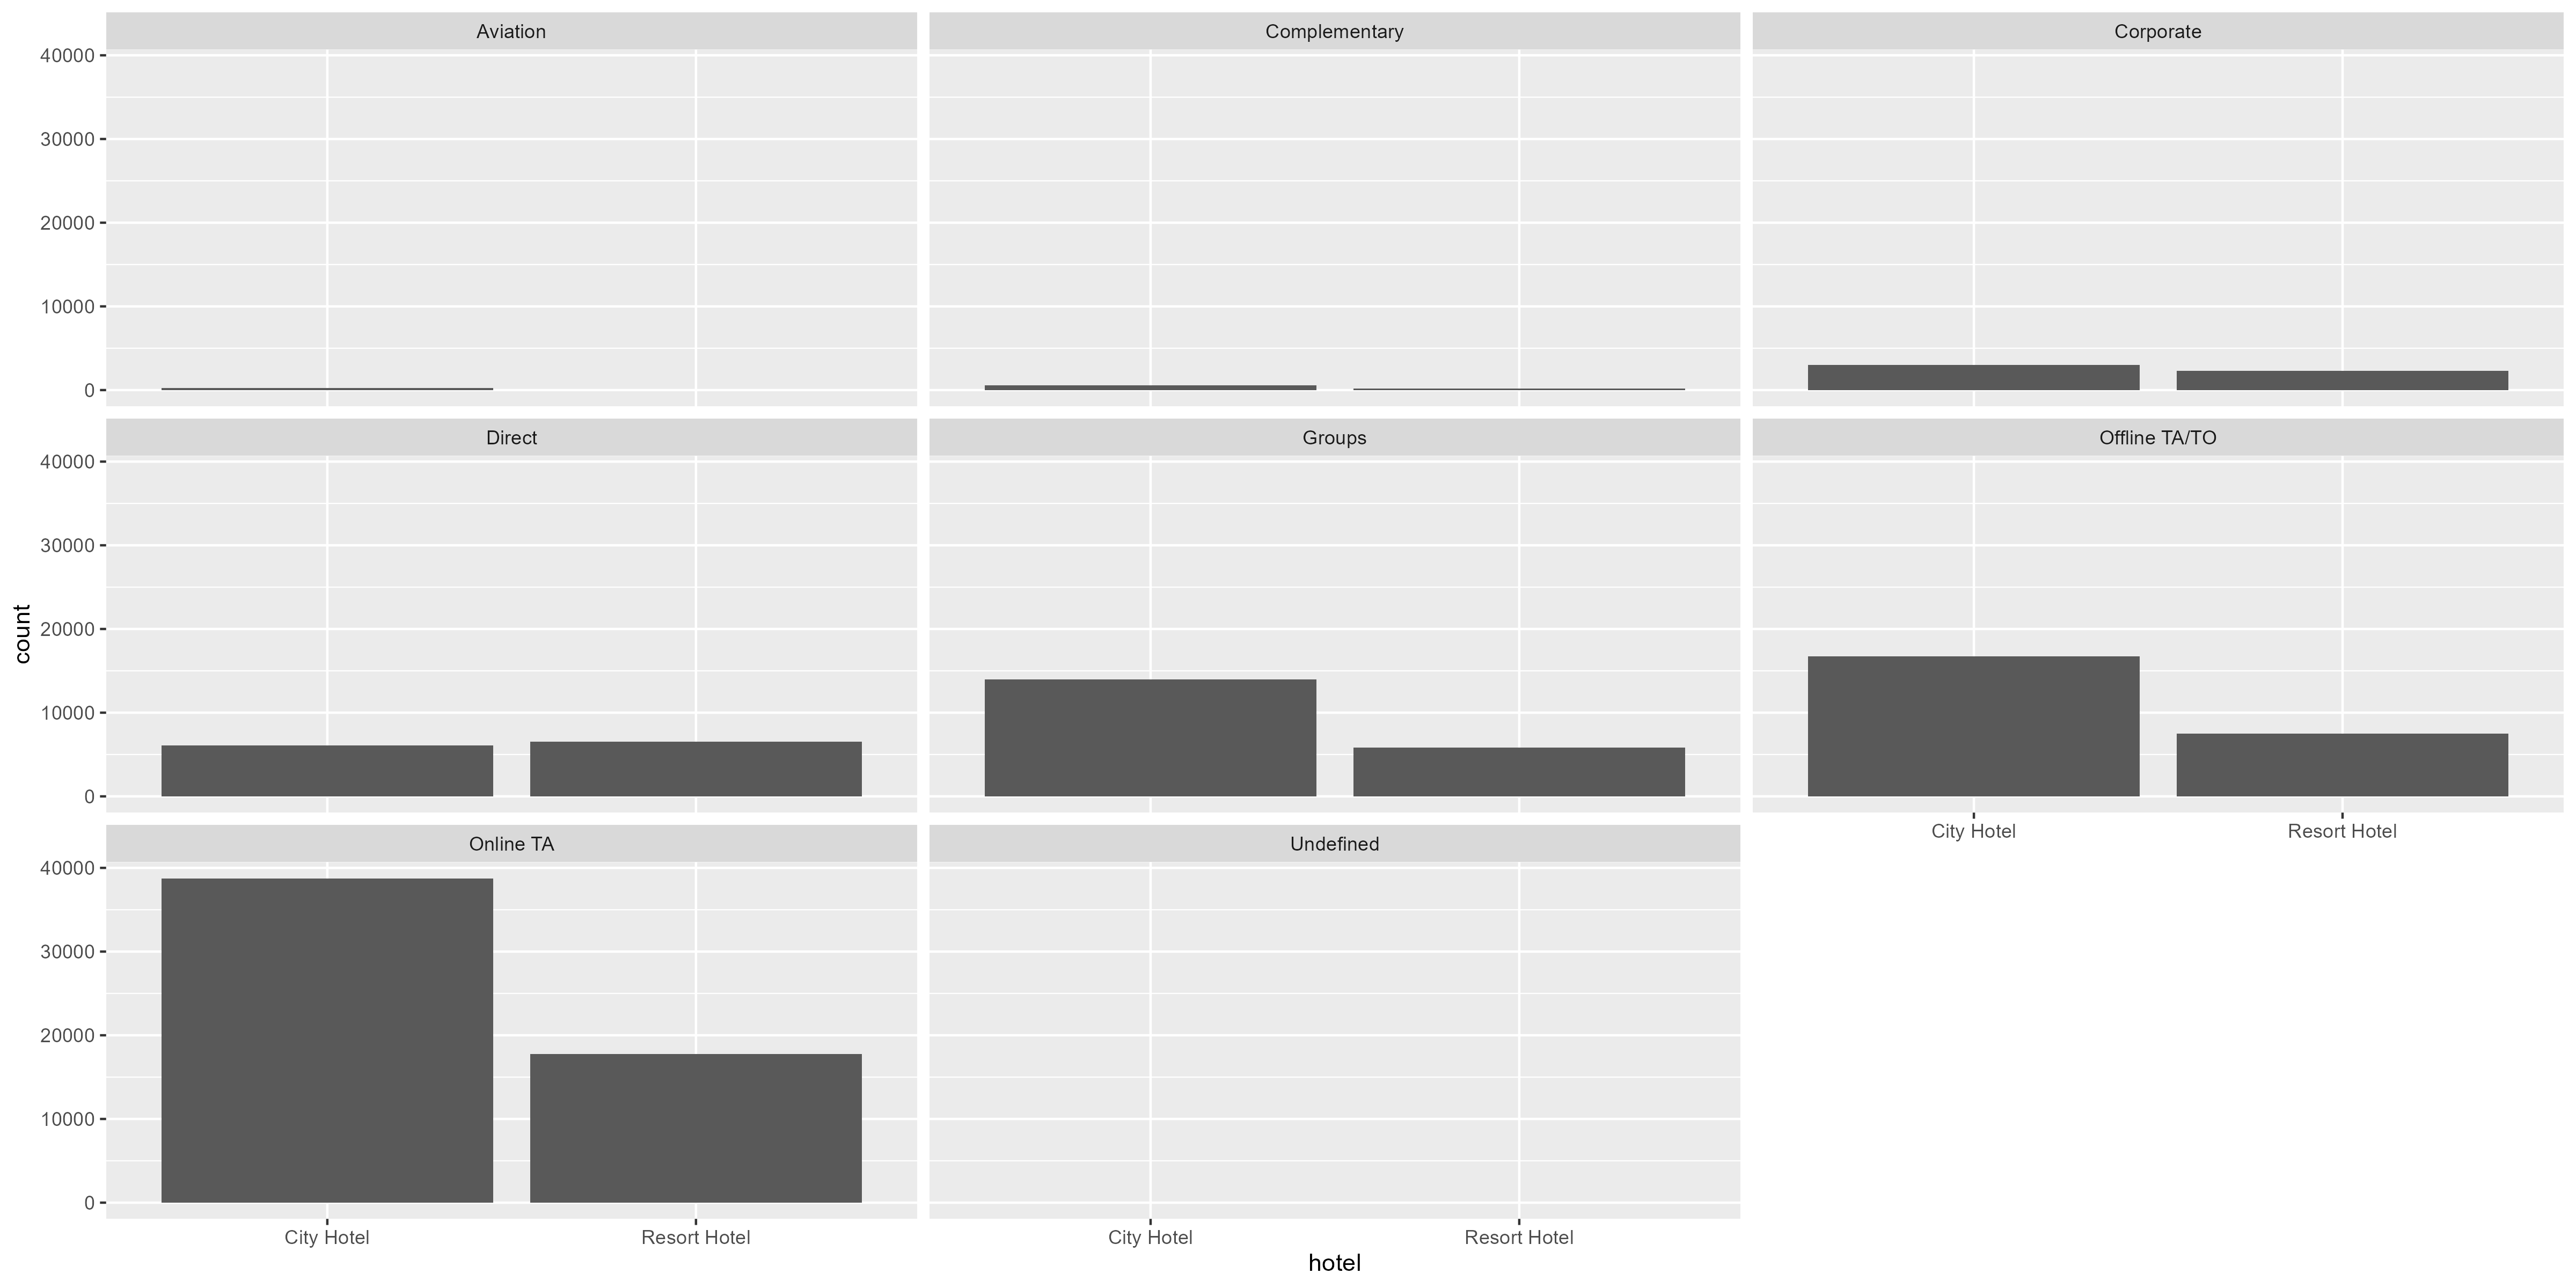 Aviation
Complementary
Corporate
40000
30000
20000
10000
0
Direct
Groups
Offline TA/TO
40000
30000
20000
10000
0
City Hotel
Resort Hotel
Online TA
Undefined
40000
30000
20000
10000
0
City Hotel
Resort Hotel
City Hotel
Resort Hotel
hotel
count